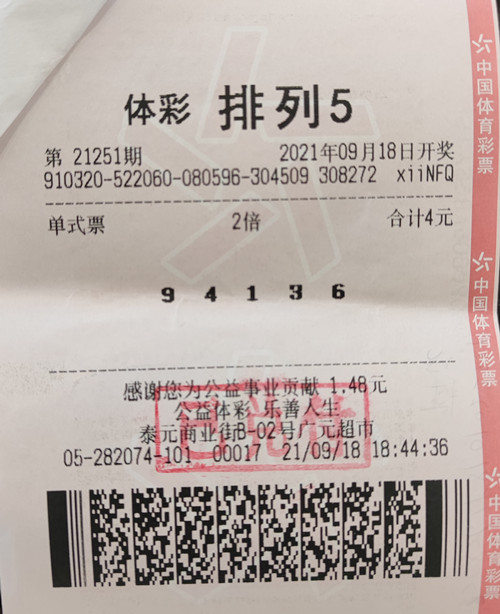 体彩 排列5
第 21251期 2021年09月18日开奖
910320-522060-080596-304509 308272 xiiNFQ
单式票 2倍 合计4元
9 4 1 3 6
感谢您为公益事业贡献 1.48元
公益体彩 乐善人生
泰元商业街B-02号广元超市
05-282074-101 00017 21/09/18 18:44:36
中国体育彩票
中国体育彩票
中国体育彩票